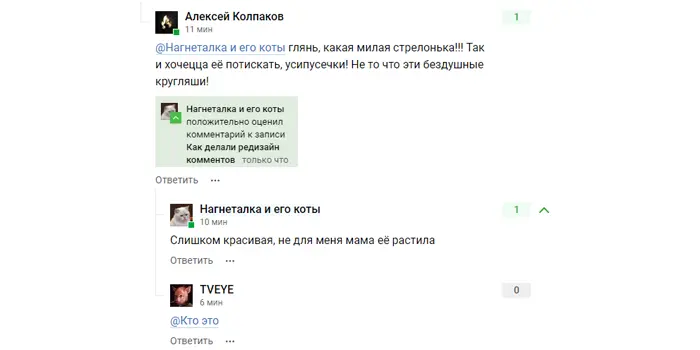 Алексей Колпаков
1
11 мин
@Нагнеталка и его коты глянь, какая милая стрелонька!!! Так
и хочецца её потискать, усипусечки! Не то что эти бездушные
кругляши!
Нагнеталка и его коты
положительно оценил
комментарий к записи
Как делали редизайн
комментов только что
Ответить ...
Нагнеталка и его коты
1
10 мин
Слишком красивая, не для меня мама её растила
Ответить ...
TVEYE
0
6 мин
@Кто это
Ответить ...